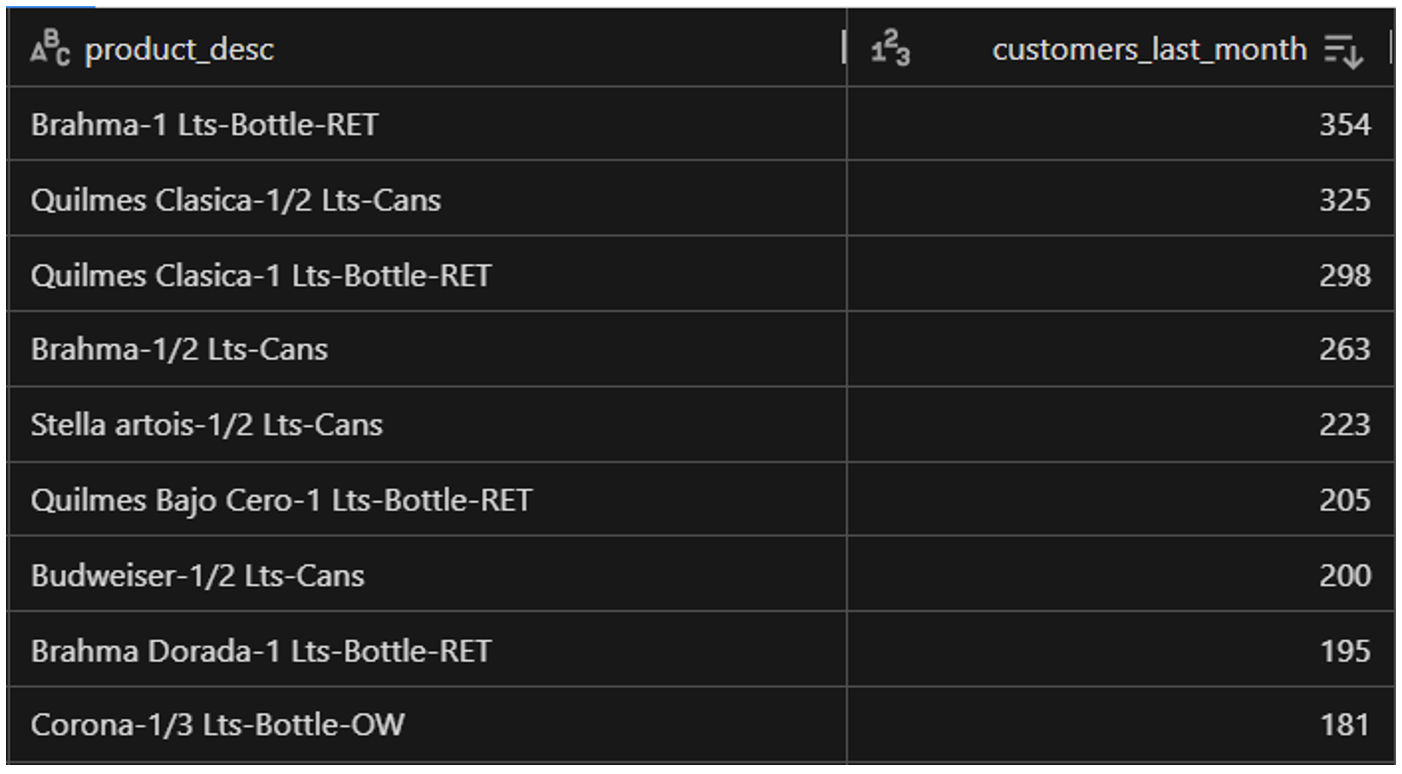 ABC product_desc 123 customers_last_month
Brahma-1 Lts-Bottle-RET 354
Quilmes Clasica-1/2 Lts-Cans 325
Quilmes Clasica-1 Lts-Bottle-RET 298
Brahma-1/2 Lts-Cans 263
Stella artois-1/2 Lts-Cans 223
Quilmes Bajo Cero-1 Lts-Bottle-RET 205
Budweiser-1/2 Lts-Cans 200
Brahma Dorada-1 Lts-Bottle-RET 195
Corona-1/3 Lts-Bottle-OW 181